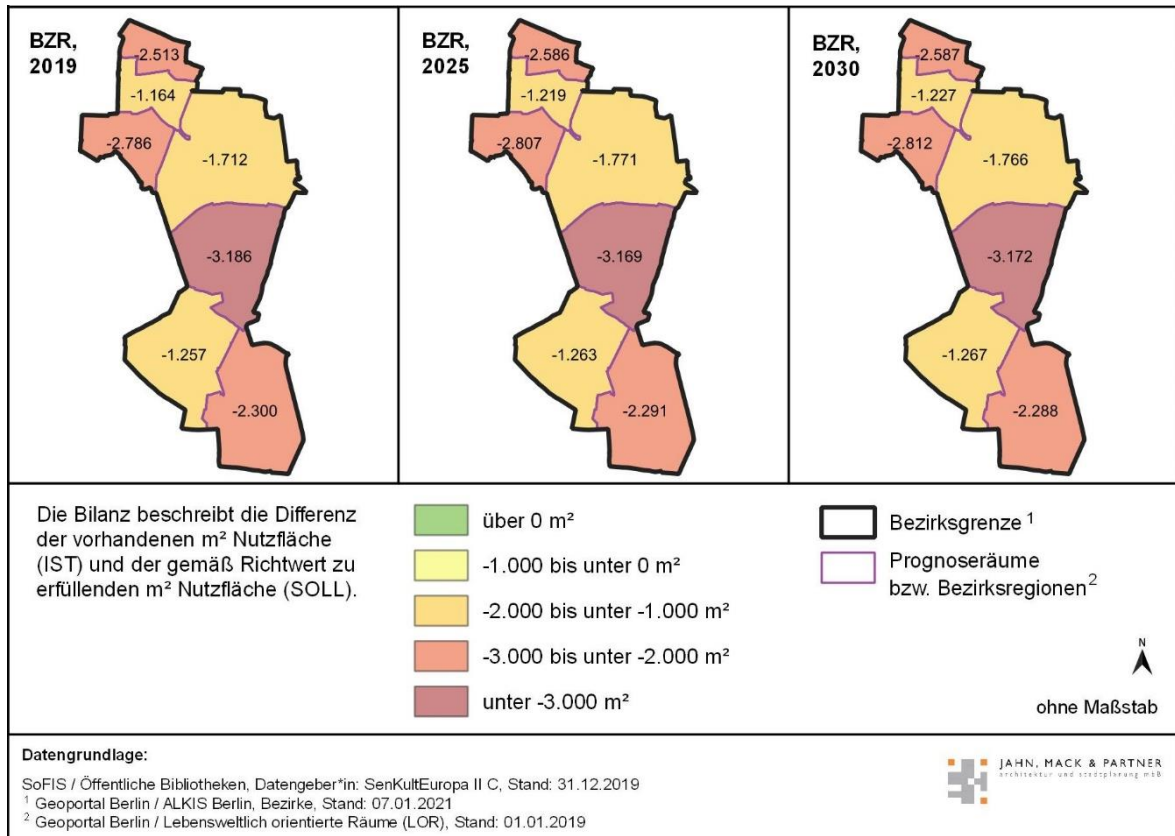 BZR,
2019
-2.513
-1.164
-2.786
-1.712
-3.186
-1.257
-2.300
BZR,
2025
-2.586
-1.219
-2.807
-1.771
-3.169
-1.263
-2.291
BZR,
2030
-2.587
-1.227
-2.812
-1.766
-3.172
-1.267
-2.288
Die Bilanz beschreibt die Differenz
der vorhandenen m² Nutzfläche
(IST) und der gemäß Richtwert zu
erfüllenden m² Nutzfläche (SOLL).
über 0 m²
-1.000 bis unter 0 m²
-2.000 bis unter -1.000 m²
-3.000 bis unter -2.000 m²
unter -3.000 m²
Bezirksgrenze ¹
Prognoseräume
bzw. Bezirksregionen ²
N
ohne Maßstab
Datengrundlage:
SoFIS / Öffentliche Bibliotheken, Datengeber*in: SenKultEuropa II C, Stand: 31.12.2019
¹ Geoportal Berlin / ALKIS Berlin, Bezirke, Stand: 07.01.2021
² Geoportal Berlin / Lebensweltlich orientierte Räume (LOR), Stand: 01.01.2019
JAHN, MACK & PARTNER
architektur und stadtplanung mbB